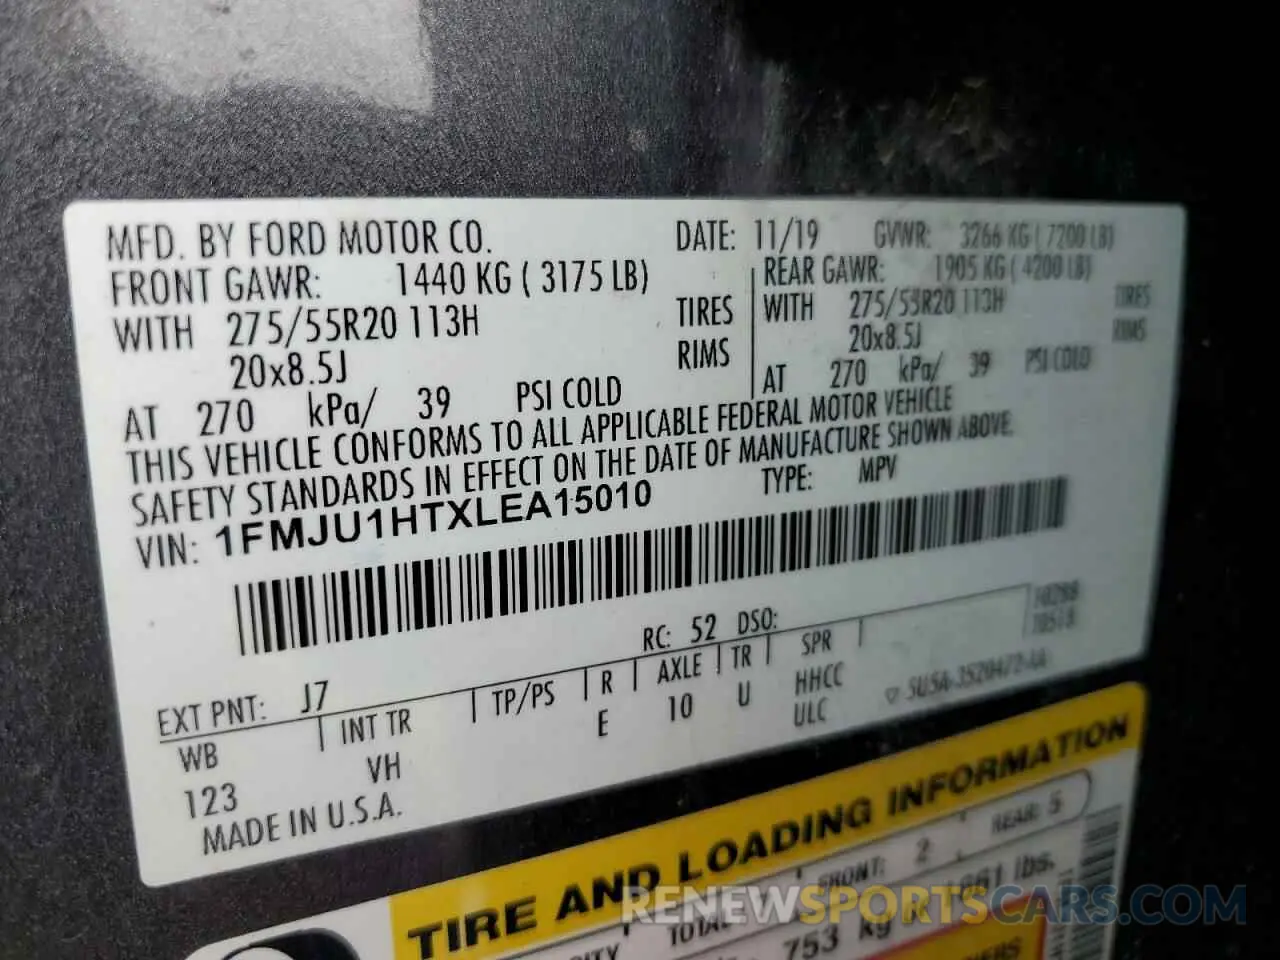 MFD. BY FORD MOTOR CO. DATE: 11/19 GVWR: 3266 KG ( 7200 LB)
FRONT GAWR: 1440 KG ( 3175 LB) REAR GAWR: 1905 KG ( 4200 LB)
WITH 275/55R20 113H TIRES WITH 275/55R20 113H TIRES
20x8.5J RIMS 20x8.5J RIMS
AT 270 kPa/ 39 PSI COLD AT 270 kPa/ 39 PSI COLD
THIS VEHICLE CONFORMS TO ALL APPLICABLE FEDERAL MOTOR VEHICLE
SAFETY STANDARDS IN EFFECT ON THE DATE OF MANUFACTURE SHOWN ABOVE.
VIN: 1FMJU1HTXLEA15010 TYPE: MPV
EXT PNT: J7 RC: 52 DSO:
WB INT TR TP/PS R AXLE TR SPR
123 VH E 10 U HHCC
ULC
MADE IN U.S.A.
TIRE AND LOADING INFORMATION
TOTAL 7 FRONT: 2 REAR: 5
753 kg lbs.
RENEWSPORTSCARS.COM